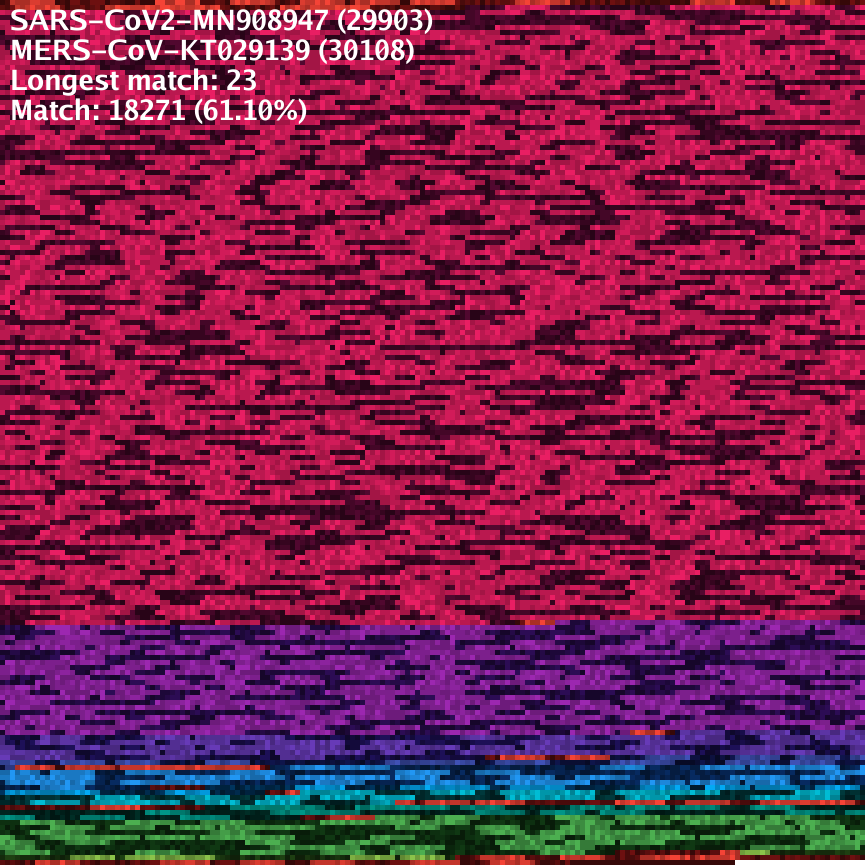 SARS-CoV2-MN908947 (29903)
MERS-CoV-KT029139 (30108)
Longest match: 23
Match: 18271 (61.10%)